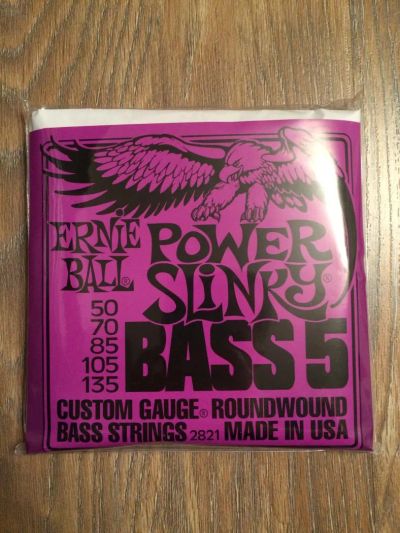 ERNIE BALL®
POWER SLINKY®
50
70
85
105
135
BASS 5
CUSTOM GAUGE® ROUNDWOUND
BASS STRINGS 2821 MADE IN USA